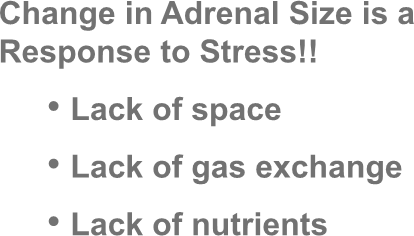 Change in Adrenal Size is a
Response to Stress!!
• Lack of space
• Lack of gas exchange
• Lack of nutrients